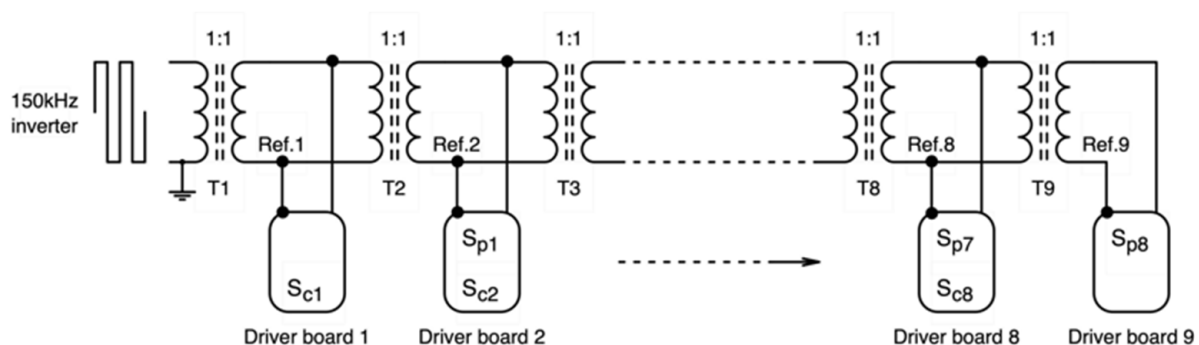 1:1 1:1 1:1 1:1 1:1
150kHz
inverter
Ref.1 Ref.2 Ref.8 Ref.9
T1 T2 T3 T8 T9
Sp1 Sp7 Sp8
Sc1 Sc2 Sc8
Driver board 1 Driver board 2 Driver board 8 Driver board 9